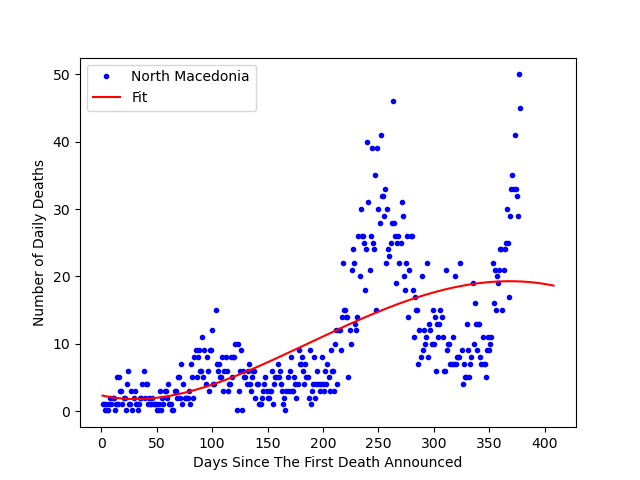 North Macedonia
Fit
50
40
30
20
10
0
Number of Daily Deaths
0 50 100 150 200 250 300 350 400
Days Since The First Death Announced